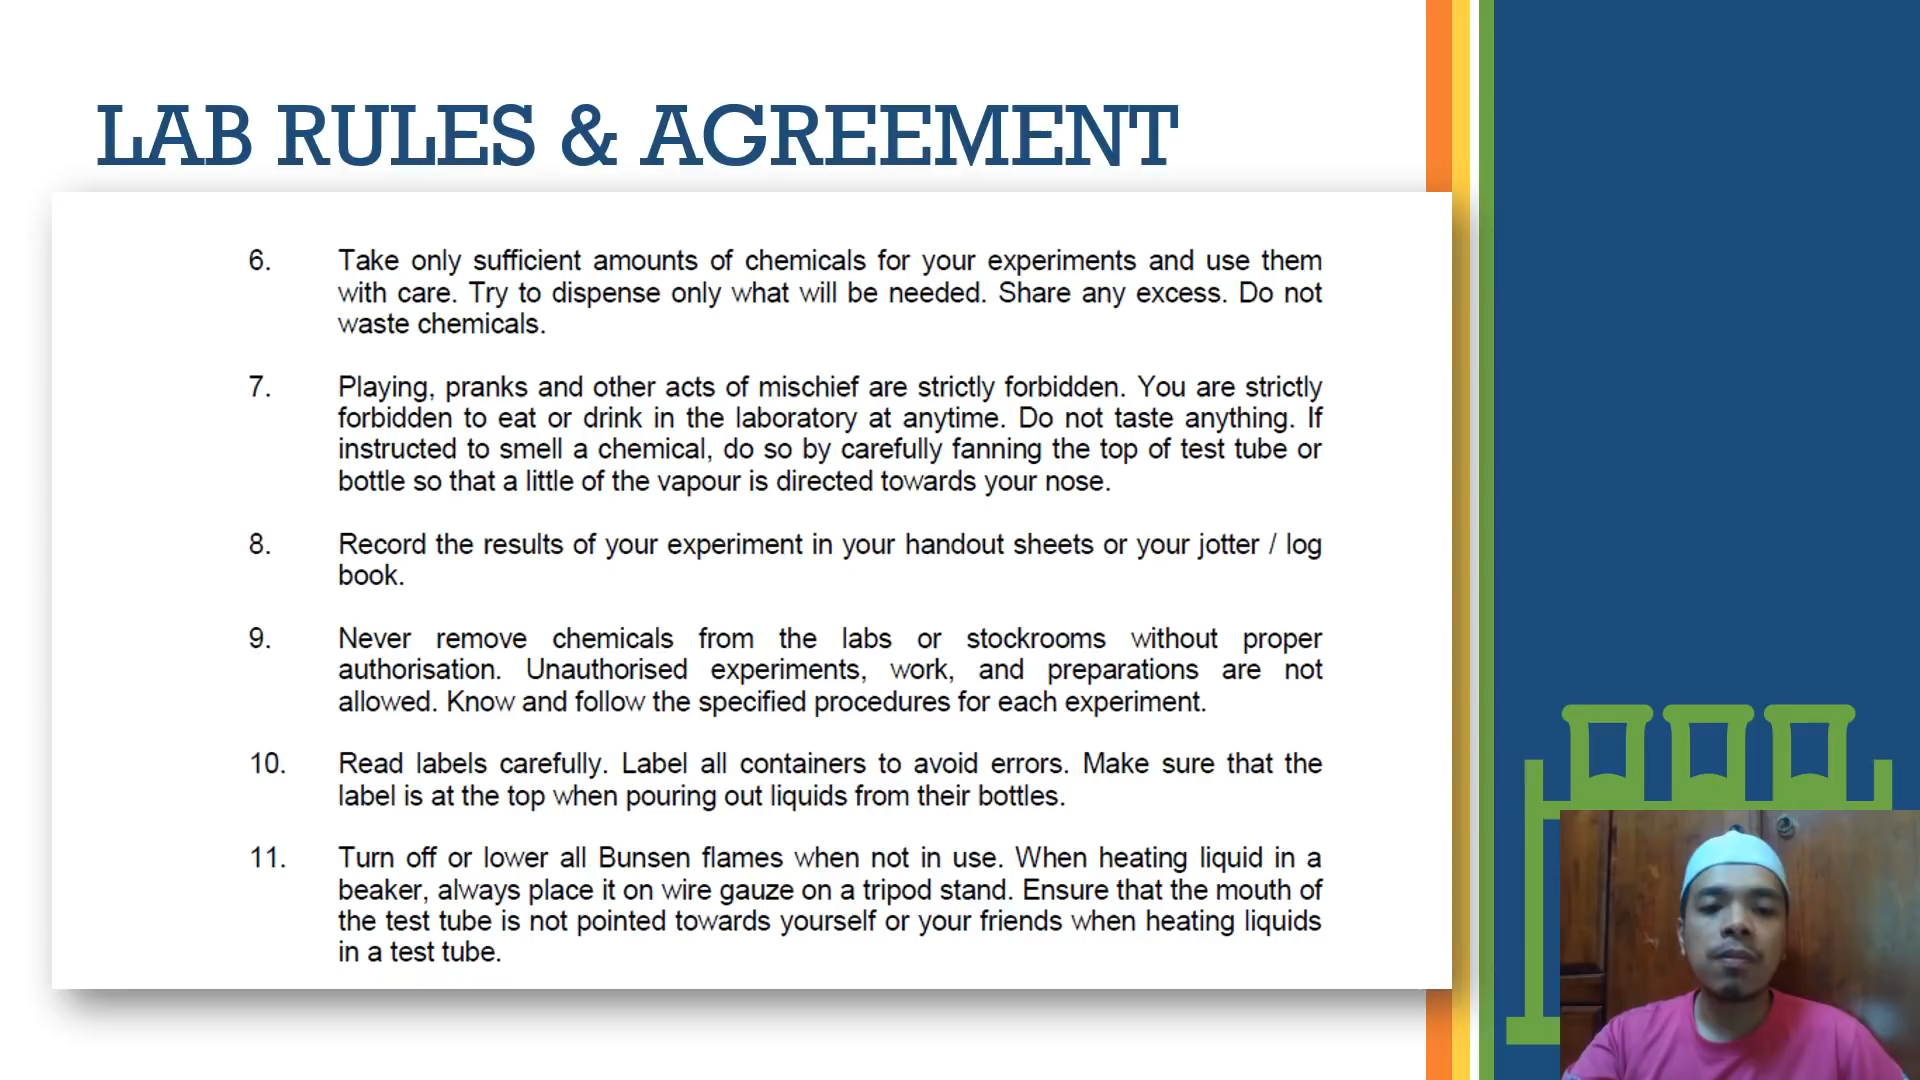 LAB RULES & AGREEMENT
6. Take only sufficient amounts of chemicals for your experiments and use them
with care. Try to dispense only what will be needed. Share any excess. Do not
waste chemicals.
7. Playing, pranks and other acts of mischief are strictly forbidden. You are strictly
forbidden to eat or drink in the laboratory at anytime. Do not taste anything. If
instructed to smell a chemical, do so by carefully fanning the top of test tube or
bottle so that a little of the vapour is directed towards your nose.
8. Record the results of your experiment in your handout sheets or your jotter / log
book.
9. Never remove chemicals from the labs or stockrooms without proper
authorisation. Unauthorised experiments, work, and preparations are not
allowed. Know and follow the specified procedures for each experiment.
10. Read labels carefully. Label all containers to avoid errors. Make sure that the
label is at the top when pouring out liquids from their bottles.
11. Turn off or lower all Bunsen flames when not in use. When heating liquid in a
beaker, always place it on wire gauze on a tripod stand. Ensure that the mouth of
the test tube is not pointed towards yourself or your friends when heating liquids
in a test tube.